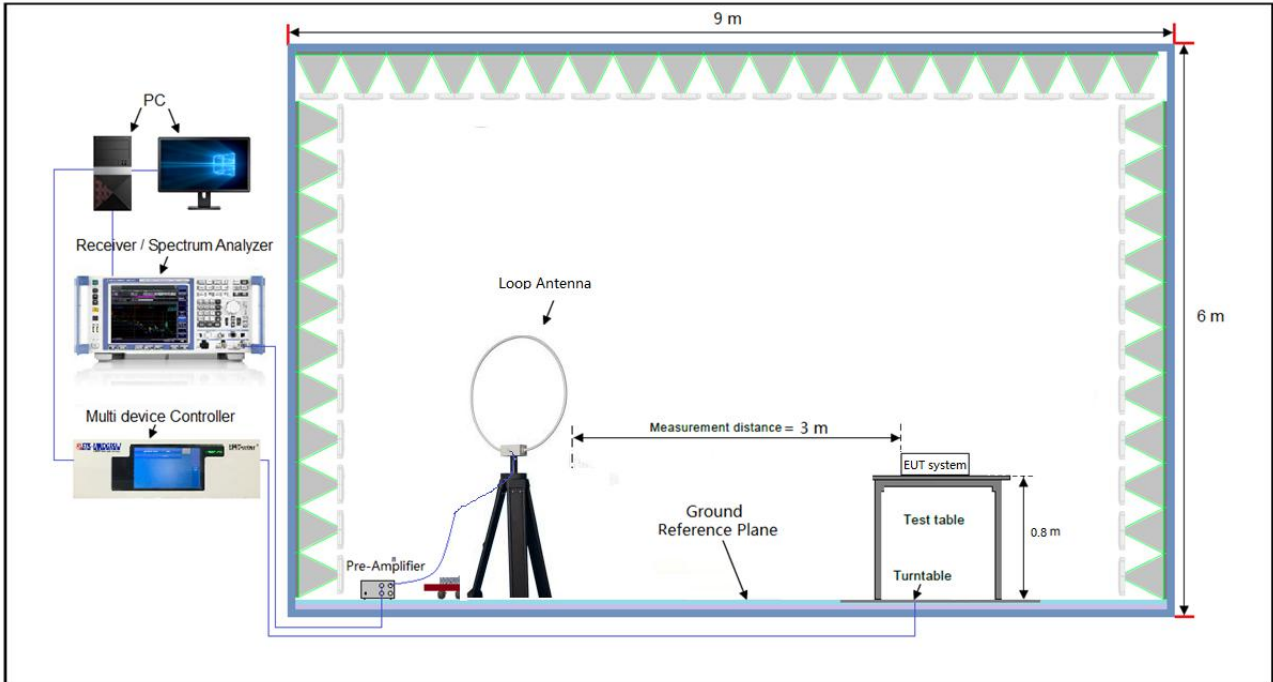 9 m
PC
Receiver / Spectrum Analyzer
Loop Antenna
6 m
Multi device Controller
Measurement distance = 3 m
EUT system
Ground
Reference Plane
Test table
0.8 m
Pre-Amplifier
Turntable